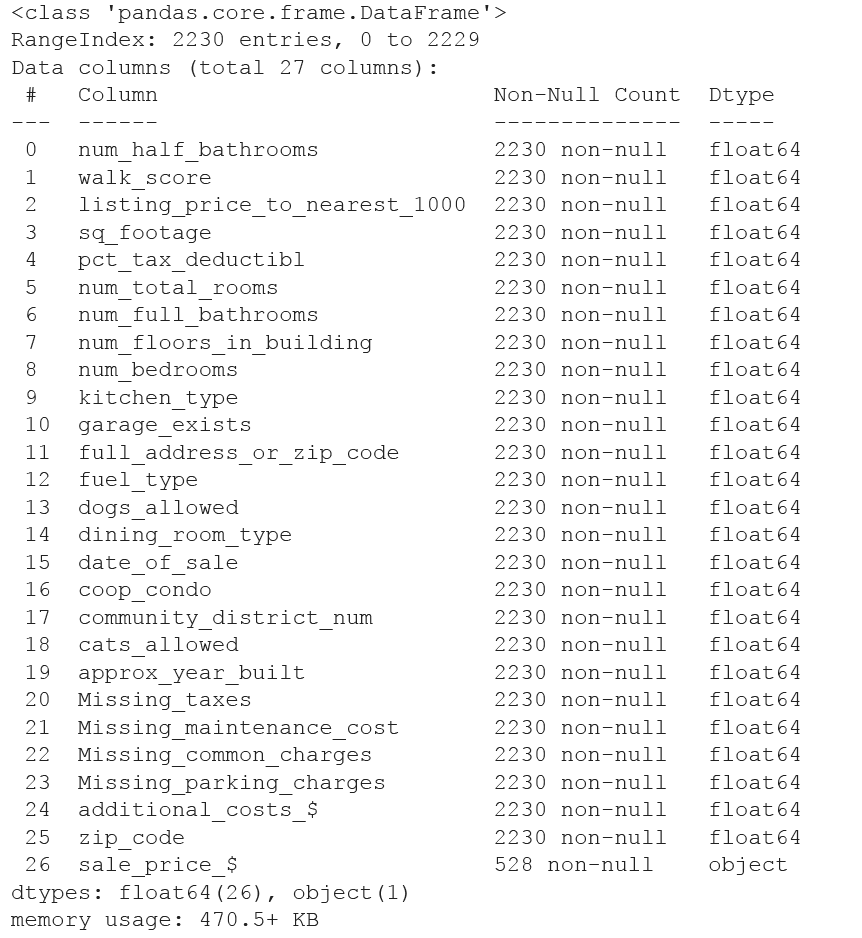 <class 'pandas.core.frame.DataFrame'>
RangeIndex: 2230 entries, 0 to 2229
Data columns (total 27 columns):
 #   Column                         Non-Null Count  Dtype
---  ------                         --------------  -----
 0   num_half_bathrooms             2230 non-null   float64
 1   walk_score                     2230 non-null   float64
 2   listing_price_to_nearest_1000  2230 non-null   float64
 3   sq_footage                     2230 non-null   float64
 4   pct_tax_deductibl              2230 non-null   float64
 5   num_total_rooms                2230 non-null   float64
 6   num_full_bathrooms             2230 non-null   float64
 7   num_floors_in_building         2230 non-null   float64
 8   num_bedrooms                   2230 non-null   float64
 9   kitchen_type                   2230 non-null   float64
 10  garage_exists                  2230 non-null   float64
 11  full_address_or_zip_code       2230 non-null   float64
 12  fuel_type                      2230 non-null   float64
 13  dogs_allowed                   2230 non-null   float64
 14  dining_room_type               2230 non-null   float64
 15  date_of_sale                   2230 non-null   float64
 16  coop_condo                     2230 non-null   float64
 17  community_district_num         2230 non-null   float64
 18  cats_allowed                   2230 non-null   float64
 19  approx_year_built              2230 non-null   float64
 20  Missing_taxes                  2230 non-null   float64
 21  Missing_maintenance_cost       2230 non-null   float64
 22  Missing_common_charges         2230 non-null   float64
 23  Missing_parking_charges        2230 non-null   float64
 24  additional_costs_$             2230 non-null   float64
 25  zip_code                       2230 non-null   float64
 26  sale_price_$                   528 non-null    object
dtypes: float64(26), object(1)
memory usage: 470.5+ KB